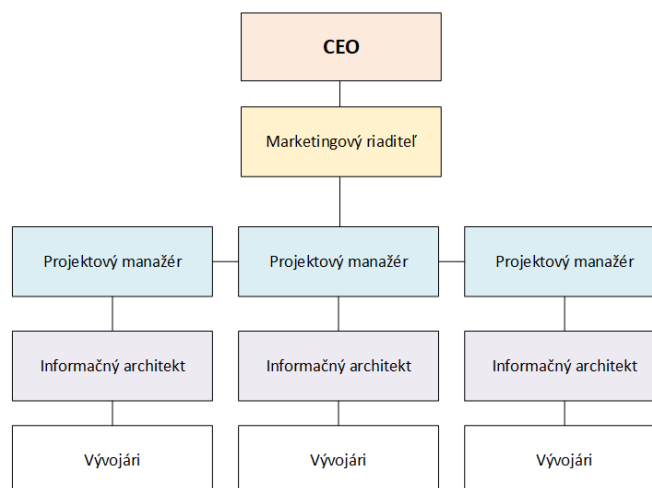 CEO
Marketingový riaditeľ
Projektový manažér
Projektový manažér
Projektový manažér
Informačný architekt
Informačný architekt
Informačný architekt
Vývojári
Vývojári
Vývojári